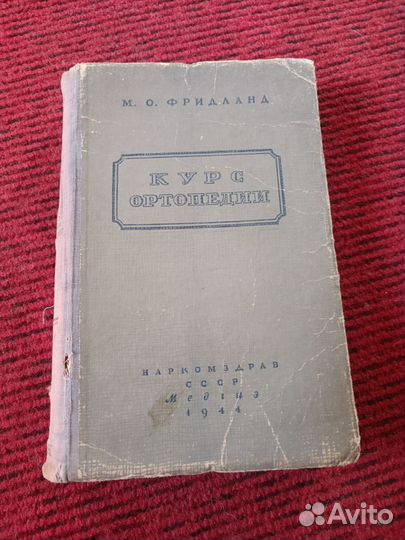 М. О. ФРИДЛАНД
КУРС
ОРТОПЕДИИ
НАРКОМЗДРАВ
СССР
Медгиз
1944
Avito